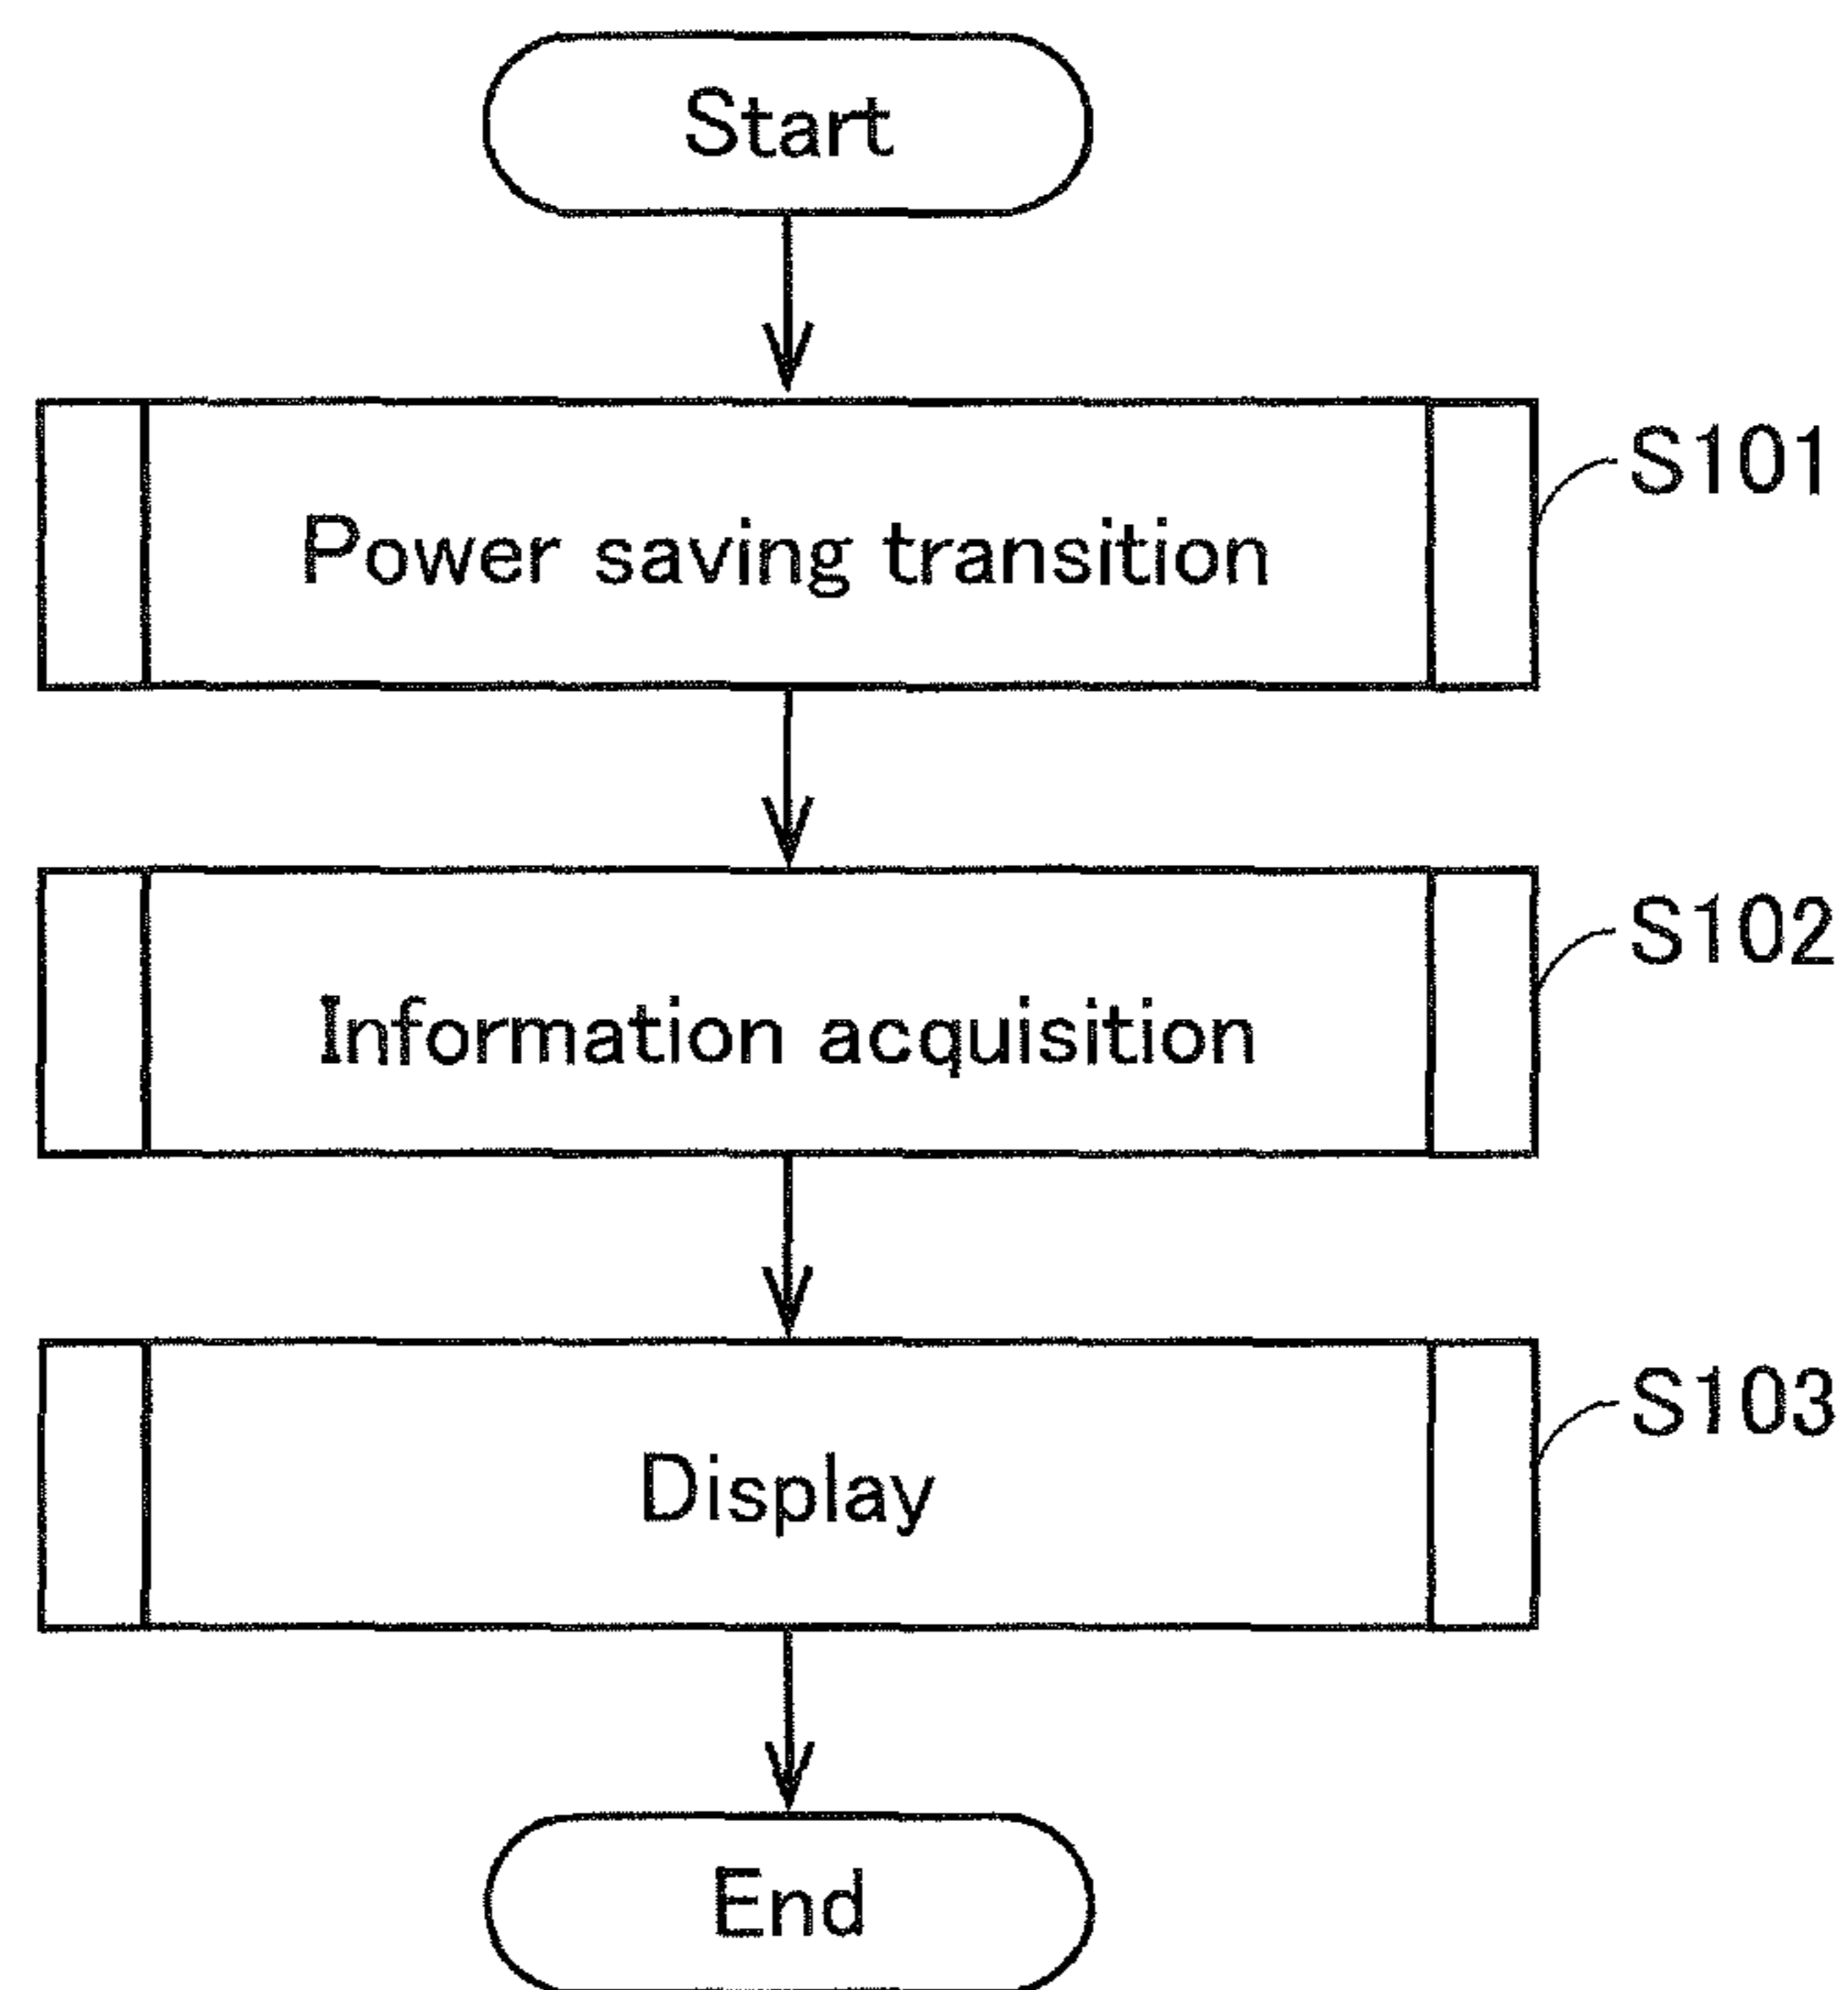 Start
Power saving transition
S101
Information acquisition
S102
Display
S103
End